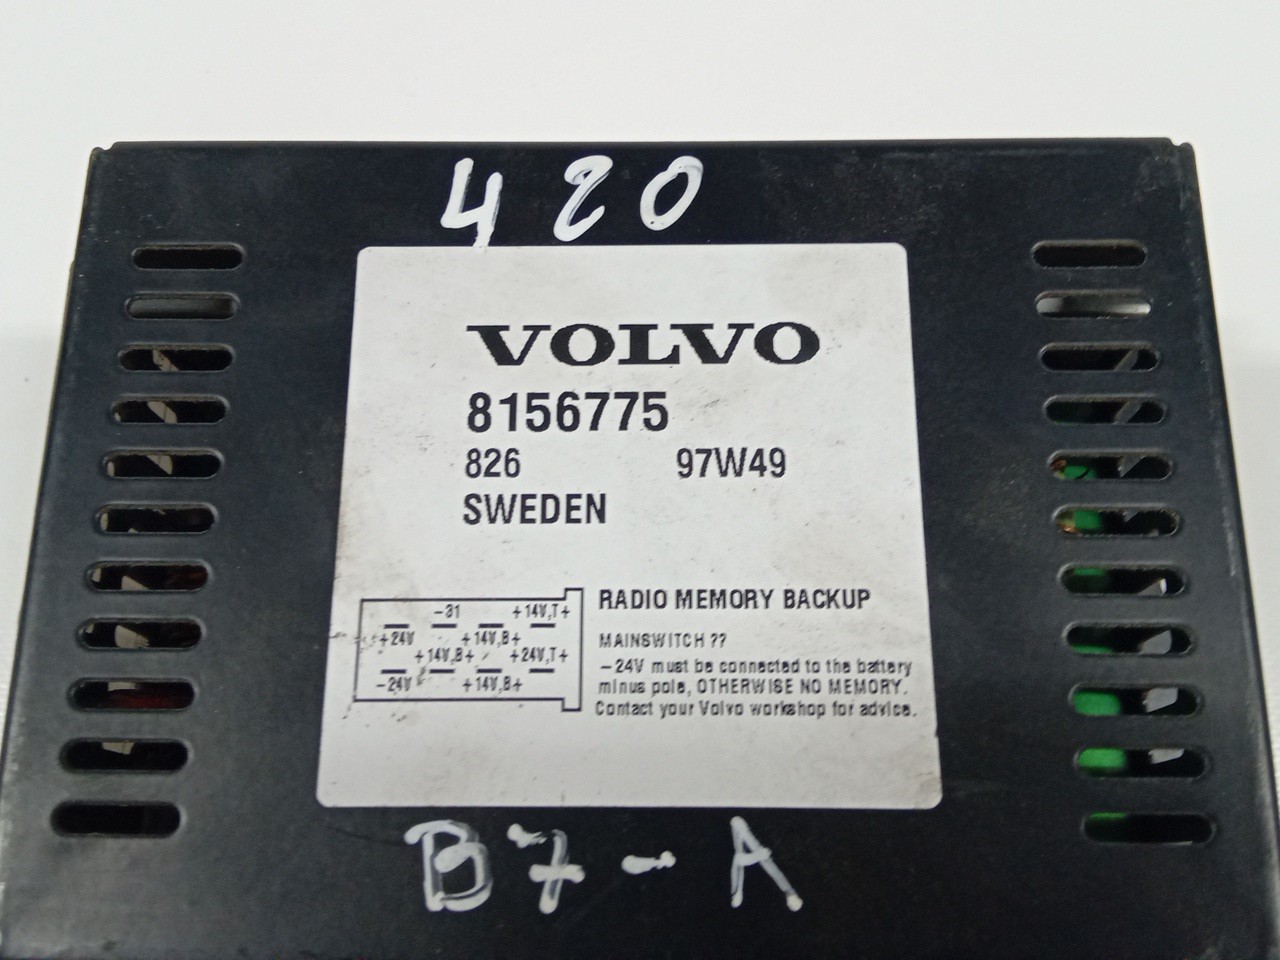 420
VOLVO
8156775
826 97W49
SWEDEN
-31 +14V,T+
+24V +14V,B+
+14V,B+ +24V,T+
-24V +14V,B+
RADIO MEMORY BACKUP
MAINSWITCH ??
-24V must be connected to the battery
minus pole, OTHERWISE NO MEMORY.
Contact your Volvo workshop for advice.
B7-A